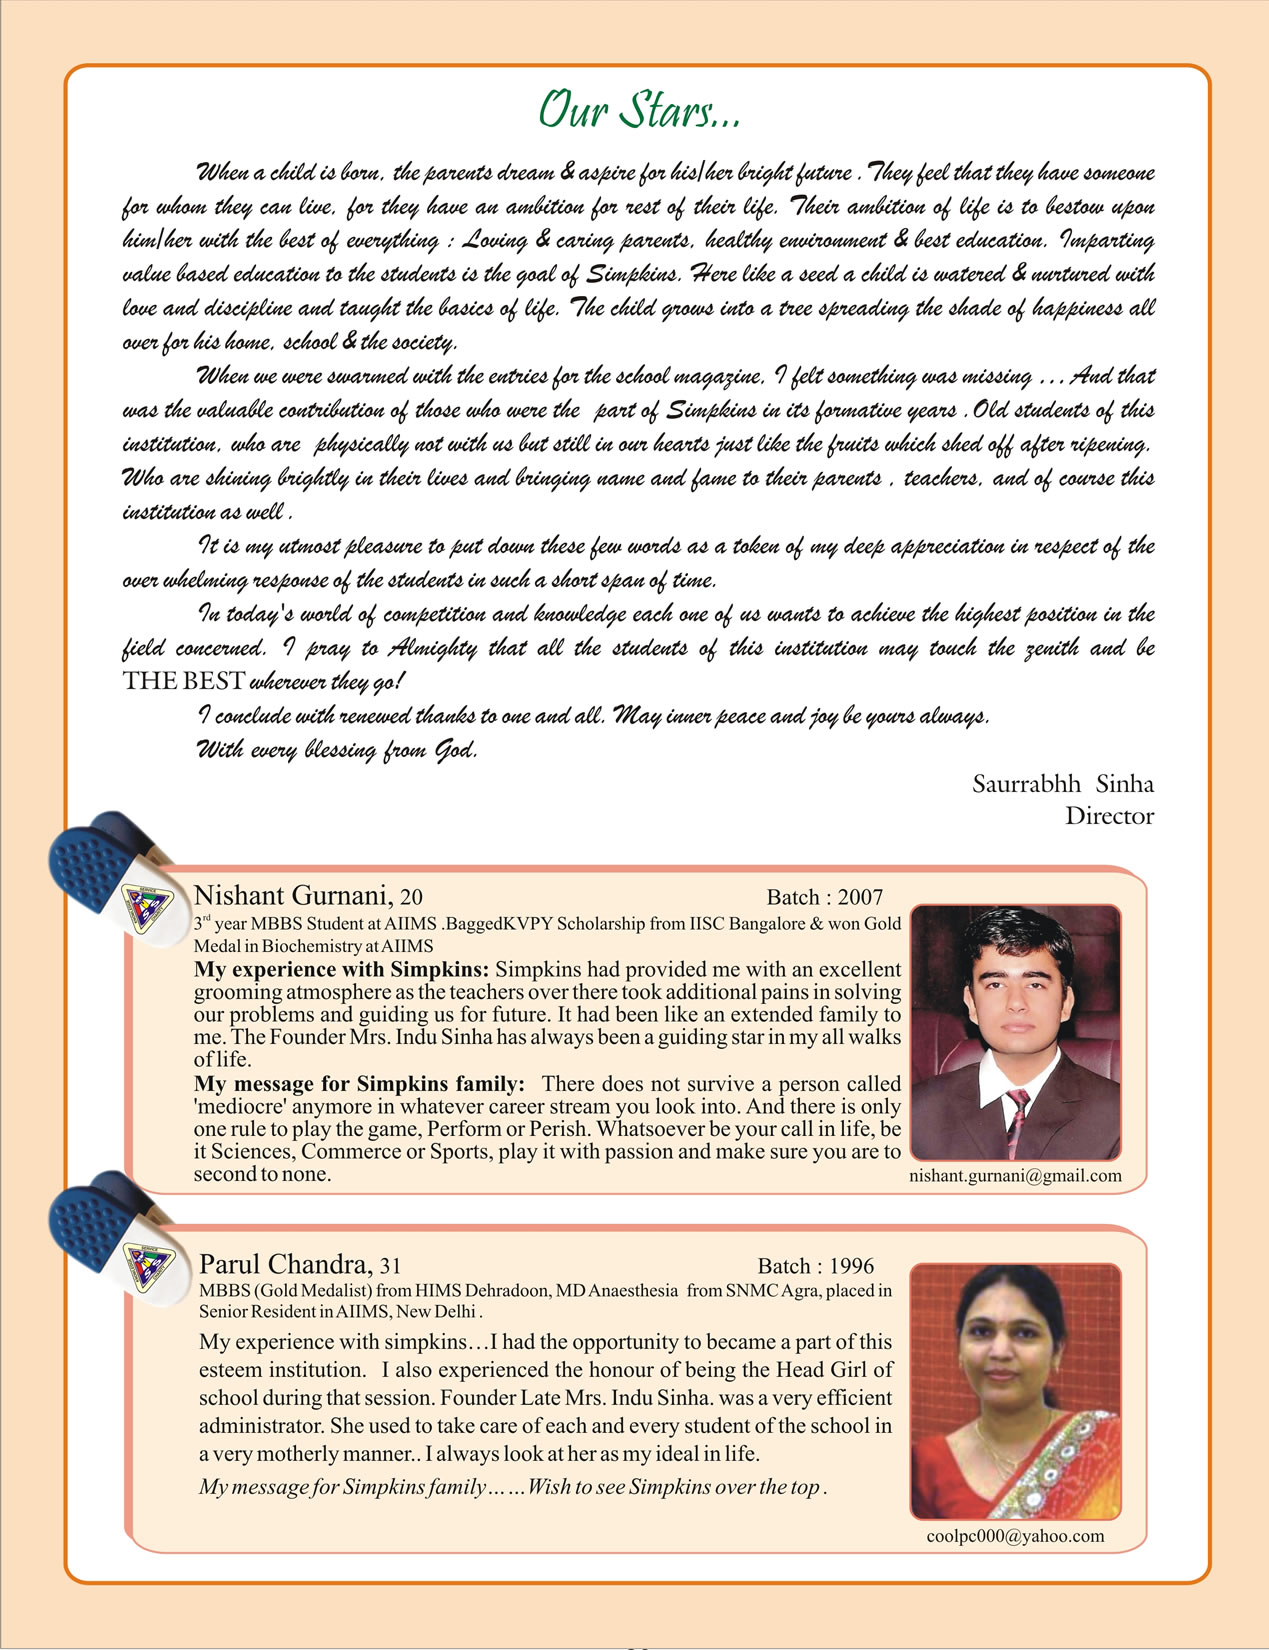 Our Stars...
When a child is born, the parents dream & aspire for his/her bright future . They feel that they have someone
for whom they can live, for they have an ambition for rest of their life. Their ambition of life is to bestow upon
him/her with the best of everything : Loving & caring parents, healthy environment & best education. Imparting
value based education to the students is the goal of Simpkins. Here like a seed a child is watered & nurtured with
love and discipline and taught the basics of life. The child grows into a tree spreading the shade of happiness all
over for his home, school & the society.
When we were swarmed with the entries for the school magazine, I felt something was missing ... And that
was the valuable contribution of those who were the part of Simpkins in its formative years . Old students of this
institution, who are physically not with us but still in our hearts just like the fruits which shed off after ripening.
Who are shining brightly in their lives and bringing name and fame to their parents , teachers, and of course this
institution as well .
It is my utmost pleasure to put down these few words as a token of my deep appreciation in respect of the
over whelming response of the students in such a short span of time.
In today's world of competition and knowledge each one of us wants to achieve the highest position in the
field concerned. I pray to Almighty that all the students of this institution may touch the zenith and be
THE BEST wherever they go!
I conclude with renewed thanks to one and all. May inner peace and joy be yours always.
With every blessing from God.
Saurrabhh Sinha
Director
Nishant Gurnani, 20 Batch : 2007
3rd year MBBS Student at AIIMS .BaggedKVPY Scholarship from IISC Bangalore & won Gold
Medal in Biochemistry at AIIMS
My experience with Simpkins: Simpkins had provided me with an excellent
grooming atmosphere as the teachers over there took additional pains in solving
our problems and guiding us for future. It had been like an extended family to
me. The Founder Mrs. Indu Sinha has always been a guiding star in my all walks
of life.
My message for Simpkins family: There does not survive a person called
'mediocre' anymore in whatever career stream you look into. And there is only
one rule to play the game, Perform or Perish. Whatsoever be your call in life, be
it Sciences, Commerce or Sports, play it with passion and make sure you are to
second to none.
nishant.gurnani@gmail.com
Parul Chandra, 31 Batch : 1996
MBBS (Gold Medalist) from HIMS Dehradoon, MD Anaesthesia from SNMC Agra, placed in
Senior Resident in AIIMS, New Delhi .
My experience with simpkins…I had the opportunity to became a part of this
esteem institution. I also experienced the honour of being the Head Girl of
school during that session. Founder Late Mrs. Indu Sinha. was a very efficient
administrator. She used to take care of each and every student of the school in
a very motherly manner.. I always look at her as my ideal in life.
My message for Simpkins family……Wish to see Simpkins over the top .
coolpc000@yahoo.com